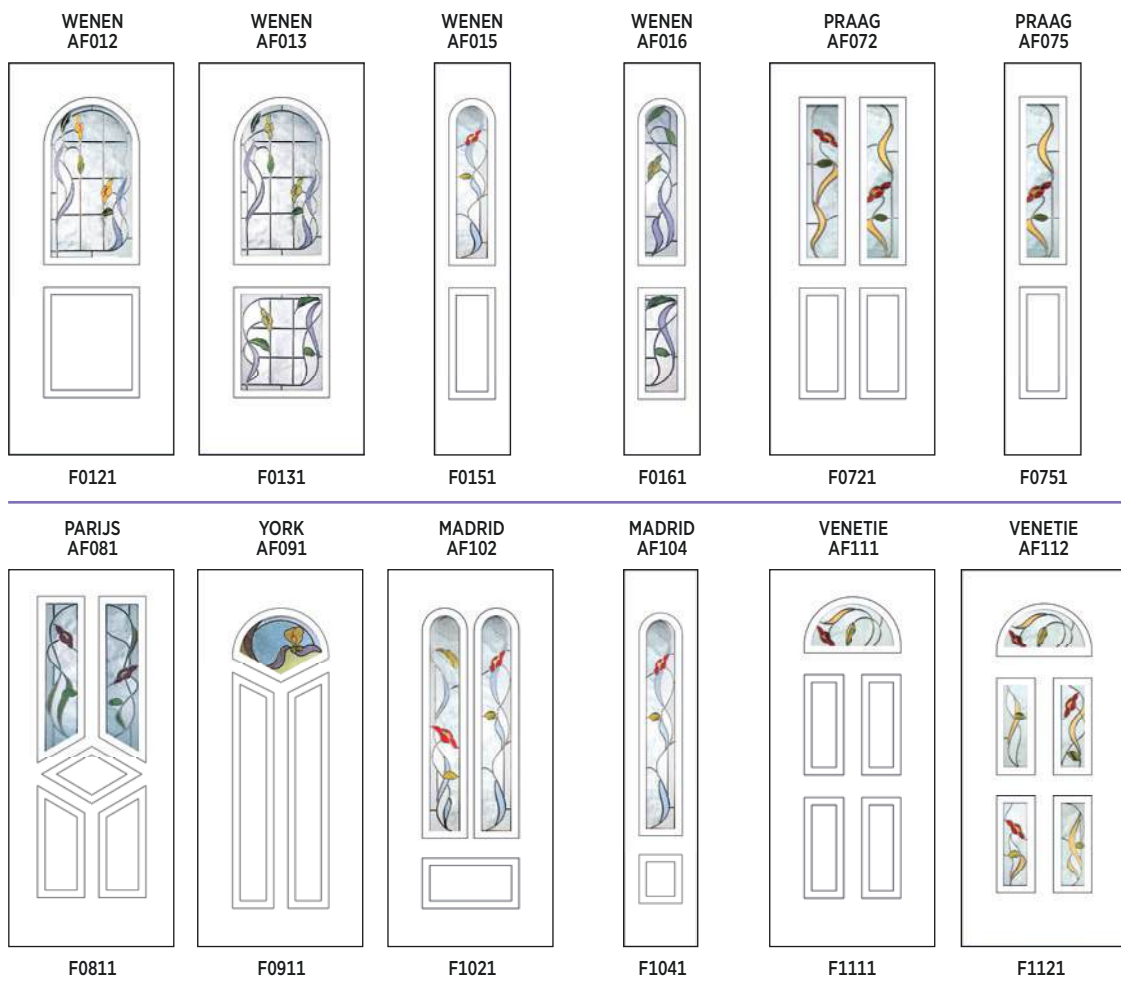 WENEN
AF012
WENEN
AF013
WENEN
AF015
WENEN
AF016
PRAAG
AF072
PRAAG
AF075
F0121
F0131
F0151
F0161
F0721
F0751
PARIJS
AF081
YORK
AF091
MADRID
AF102
MADRID
AF104
VENETIE
AF111
VENETIE
AF112
F0811
F0911
F1021
F1041
F1111
F1121